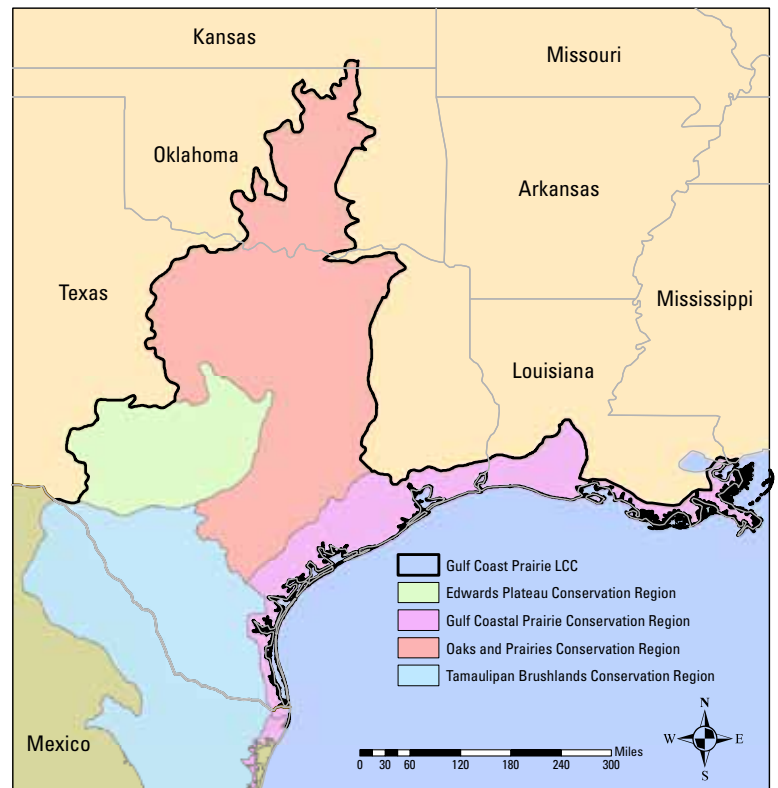 Kansas
Missouri
Oklahoma
Arkansas
Texas
Mississippi
Louisiana
Gulf Coast Prairie LCC
Edwards Plateau Conservation Region
Gulf Coastal Prairie Conservation Region
Oaks and Prairies Conservation Region
Tamaulipan Brushlands Conservation Region
Mexico
N
W E
S
Miles
0 30 60 120 180 240 300